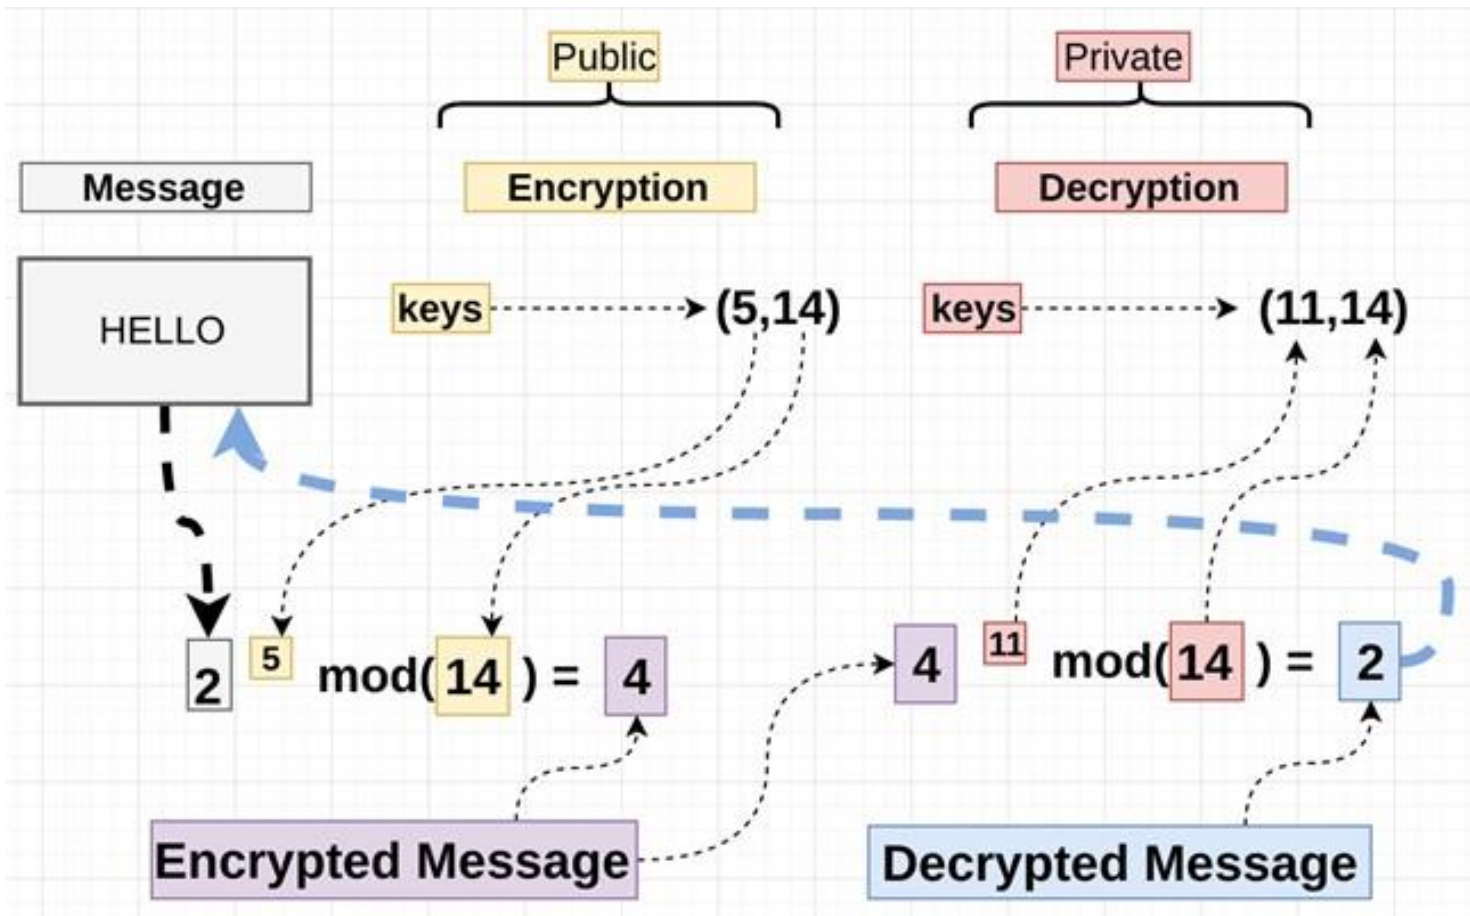 Public
Private
Message
Encryption
Decryption
HELLO
keys
(5,14)
keys
(11,14)
2 5 mod( 14 ) = 4
4 11 mod( 14 ) = 2
Encrypted Message
Decrypted Message